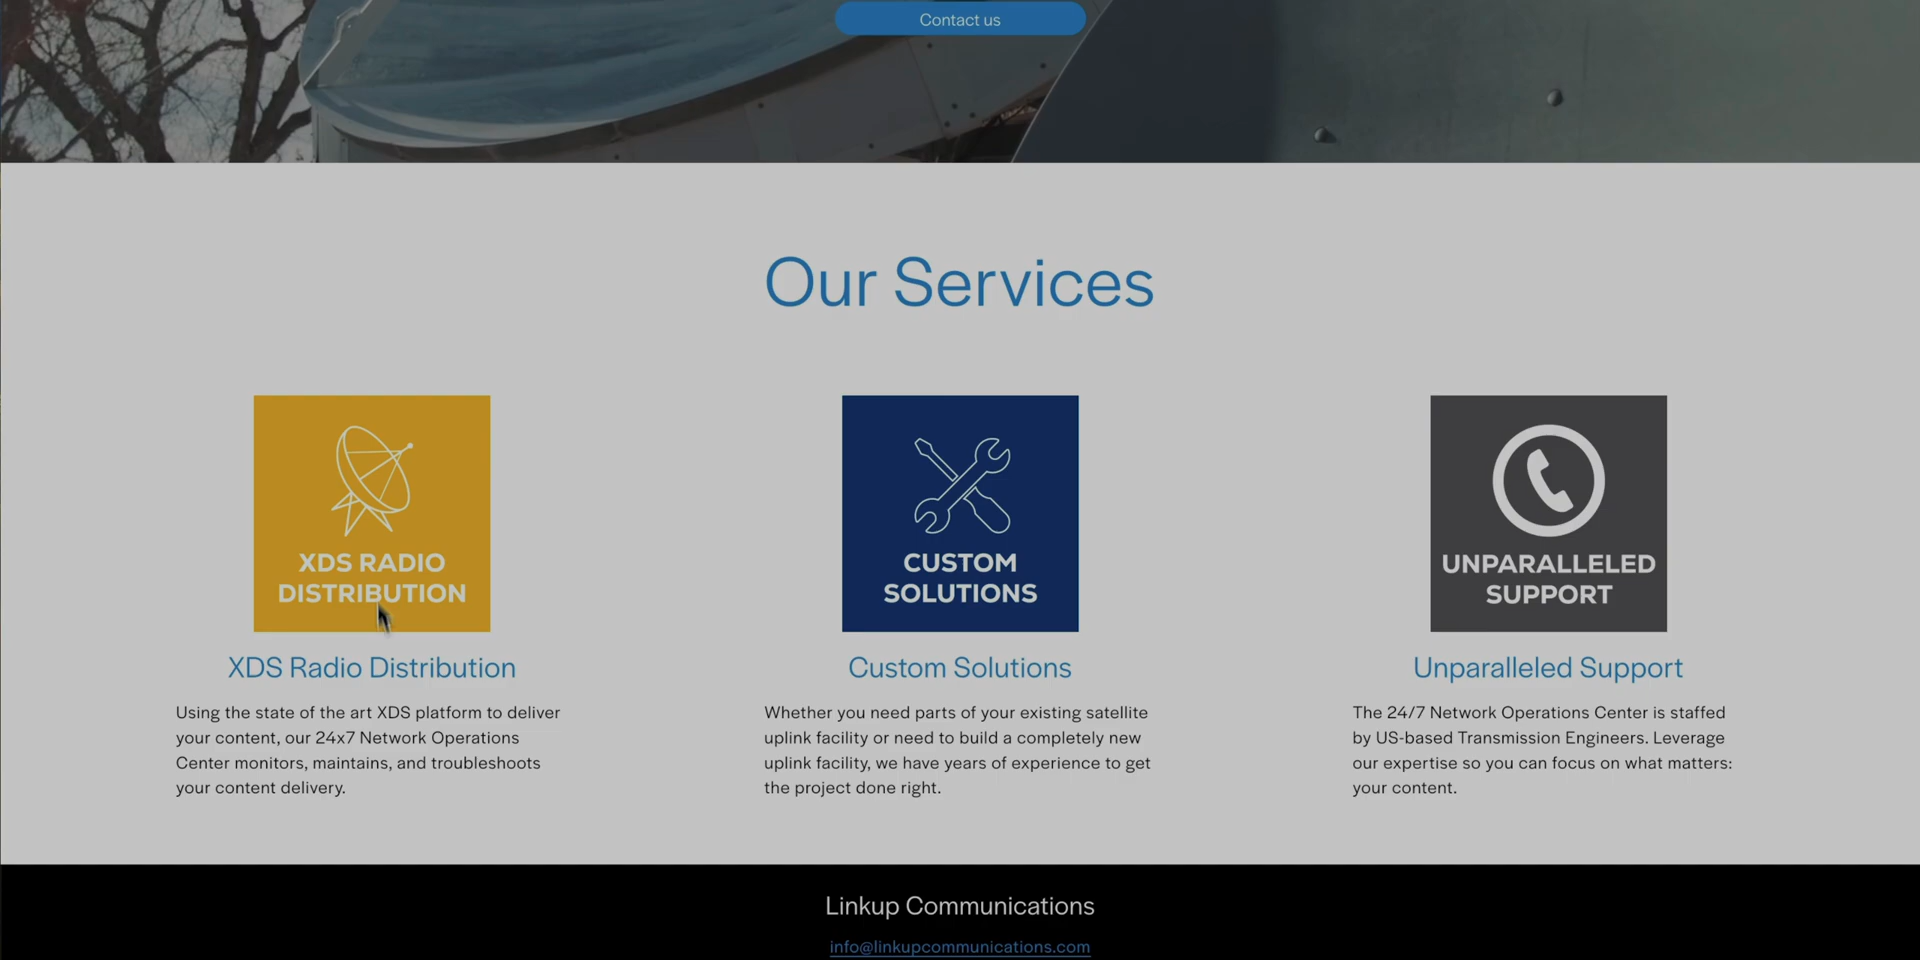 Contact us
Our Services
XDS RADIO
DISTRIBUTION
CUSTOM
SOLUTIONS
UNPARALLELED
SUPPORT
XDS Radio Distribution
Using the state of the art XDS platform to deliver
your content, our 24x7 Network Operations
Center monitors, maintains, and troubleshoots
your content delivery.
Custom Solutions
Whether you need parts of your existing satellite
uplink facility or need to build a completely new
uplink facility, we have years of experience to get
the project done right.
Unparalleled Support
The 24/7 Network Operations Center is staffed
by US-based Transmission Engineers. Leverage
our expertise so you can focus on what matters:
your content.
Linkup Communications
info@linkupcommunications.com